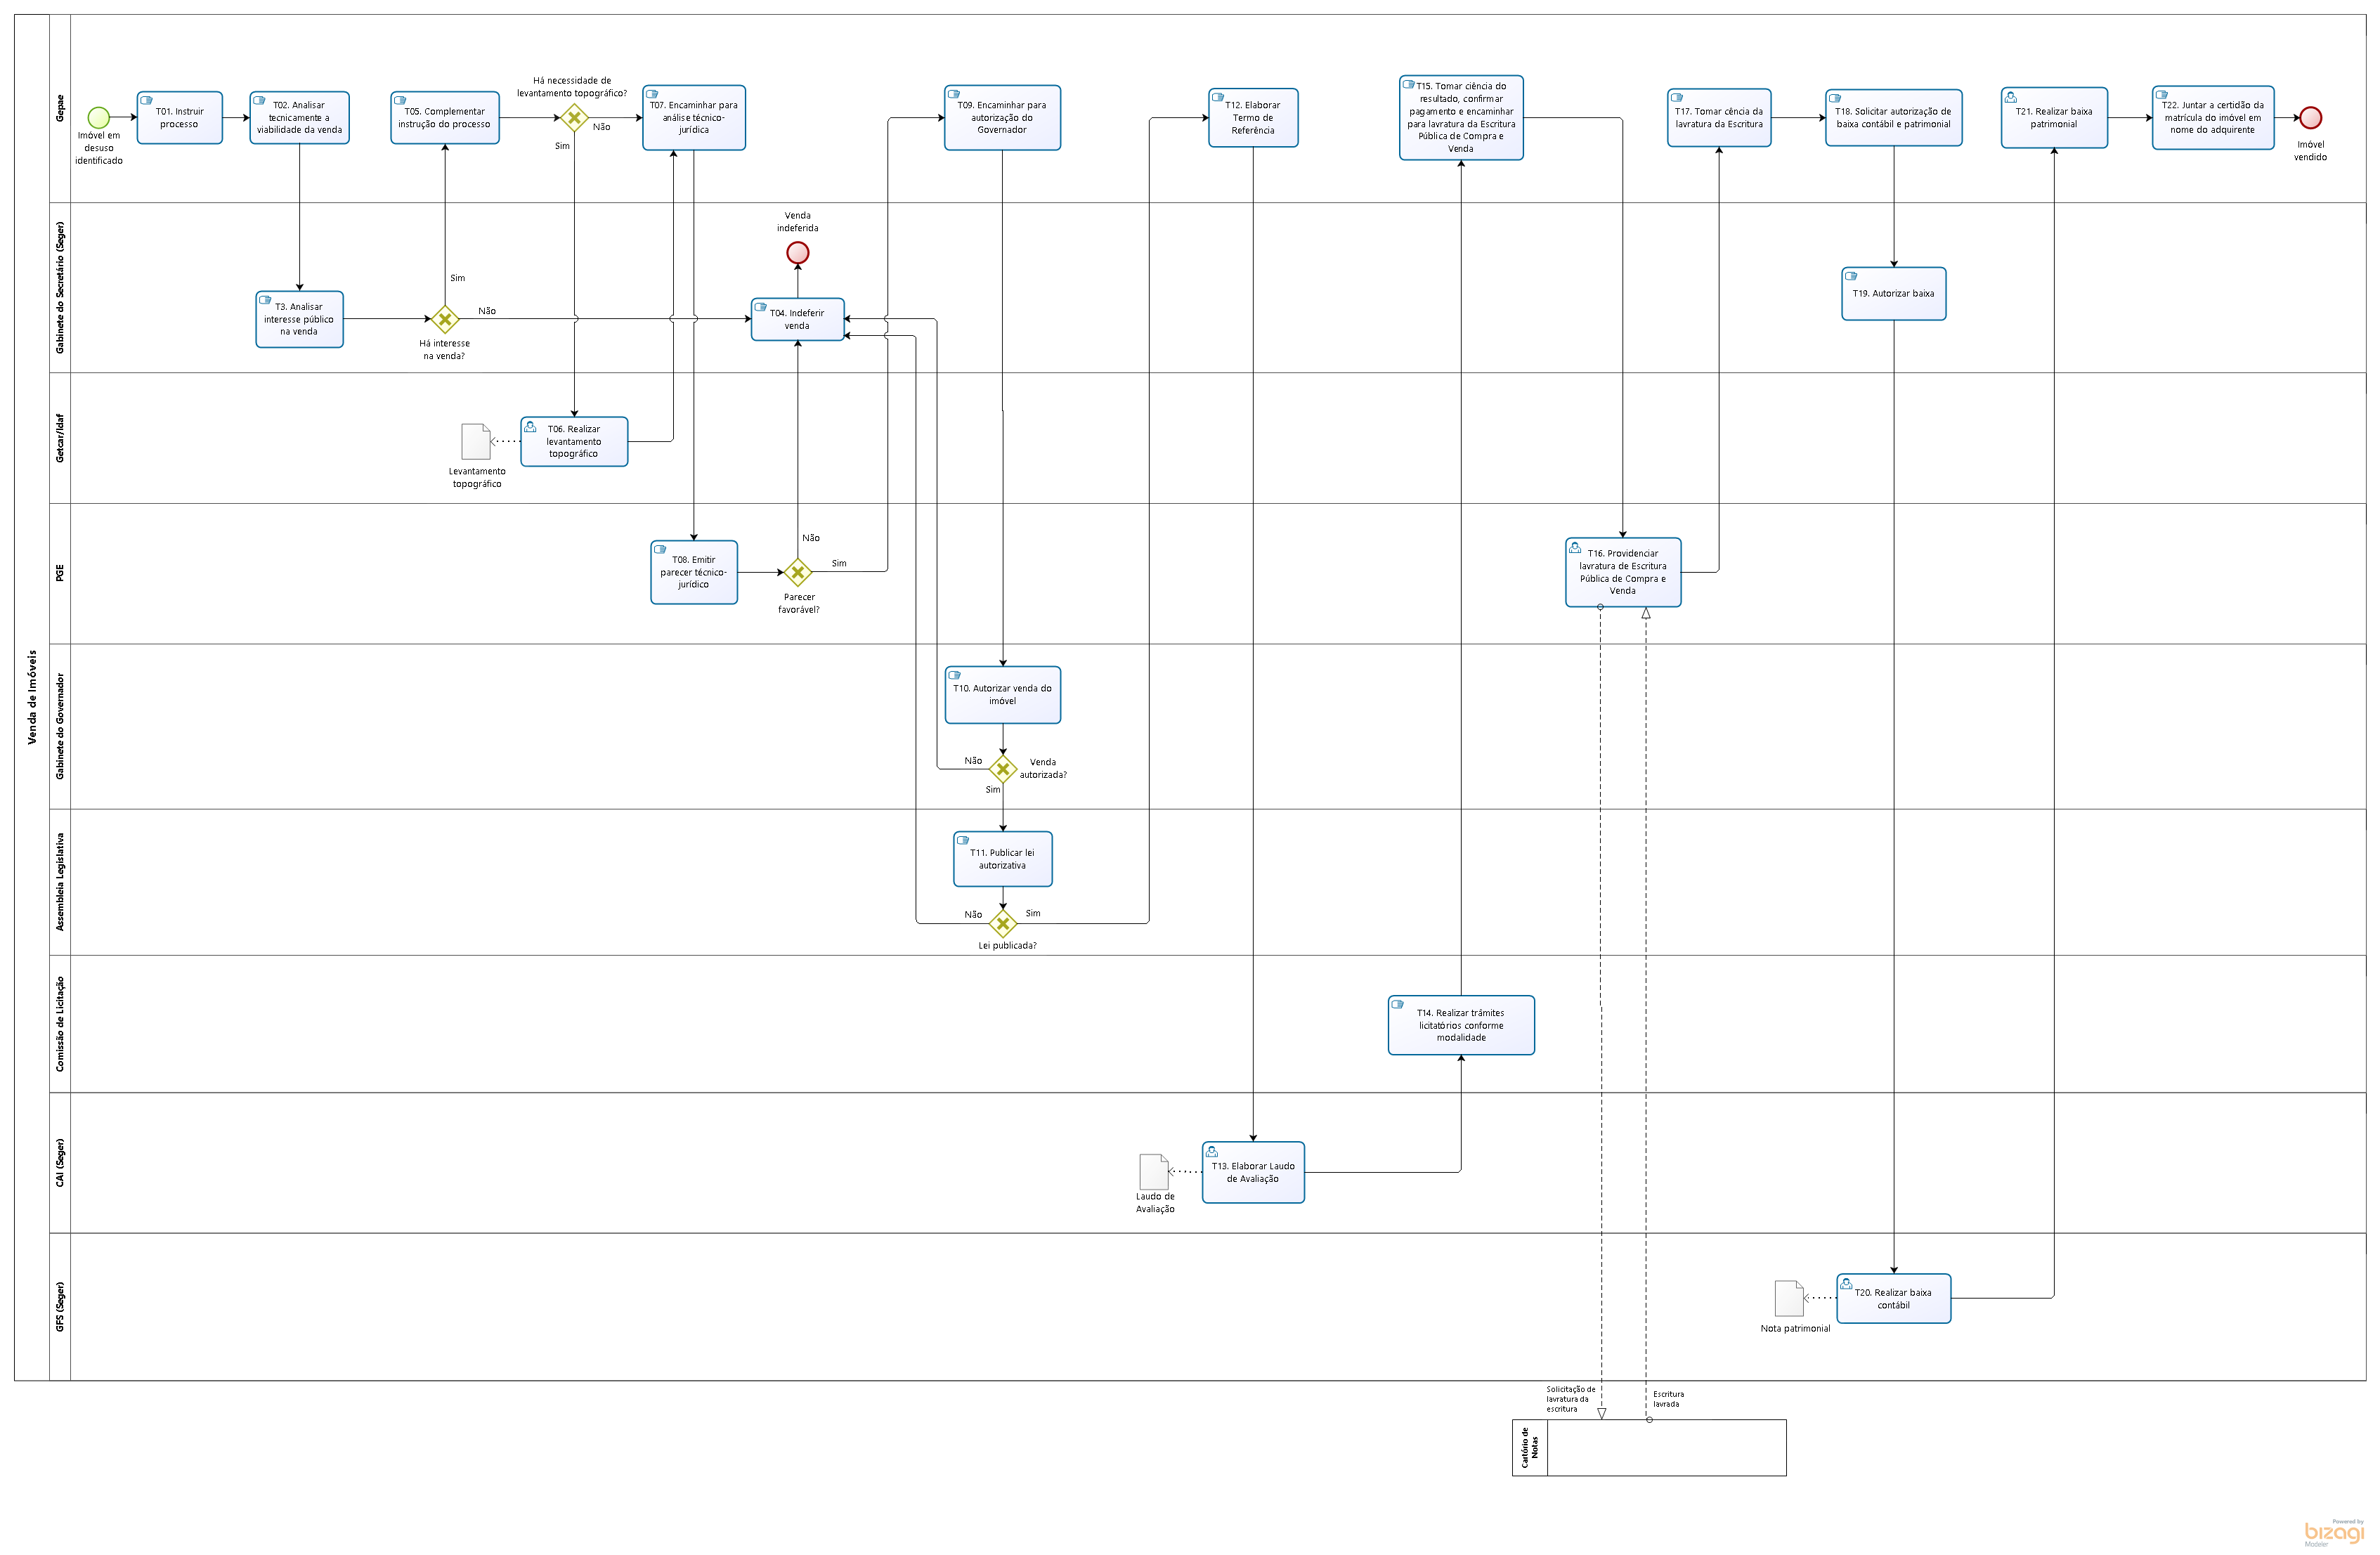 Venda de Imóveis
Gepae
Imóvel em
desuso
identificado
T01. Instruir
processo
T02. Analisar
tecnicamente a
viabilidade da venda
T05. Complementar
instrução do processo
Há necessidade de
levantamento topográfico?
Não
Sim
T07. Encaminhar para
análise técnico-
jurídica
T09. Encaminhar para
autorização do
Governador
T12. Elaborar
Termo de
Referência
T15. Tomar ciência do
resultado, confirmar
pagamento e encaminhar
para lavratura da Escritura
Pública de Compra e
Venda
T17. Tomar cência da
lavratura da Escritura
T18. Solicitar autorização de
baixa contábil e patrimonial
T21. Realizar baixa
patrimonial
T22. Juntar a certidão da
matrícula do imóvel em
nome do adquirente
Imóvel
vendido
Gabinete do Secretário (Seger)
T3. Analisar
interesse público
na venda
Sim
Não
Há interesse
na venda?
Venda
indeferida
T04. Indeferir
venda
T19. Autorizar baixa
Getcar/Idaf
Levantamento
topográfico
T06. Realizar
levantamento
topográfico
PGE
T08. Emitir
parecer técnico-
jurídico
Não
Sim
Parecer
favorável?
T16. Providenciar
lavratura de Escritura
Pública de Compra e
Venda
Gabinete do Governador
T10. Autorizar venda do
imóvel
Não
Venda
autorizada?
Sim
Assembleia Legislativa
T11. Publicar lei
autorizativa
Não
Sim
Lei publicada?
Comissão de Licitação
T14. Realizar trâmites
licitatórios conforme
modalidade
CAI (Seger)
T13. Elaborar Laudo
de Avaliação
Laudo de
Avaliação
GFS (Seger)
T20. Realizar baixa
contábil
Nota patrimonial
Solicitação de
lavratura da
escritura
Escritura
lavrada
Cartório de
Notas
Powered by
bizagi
Modeler